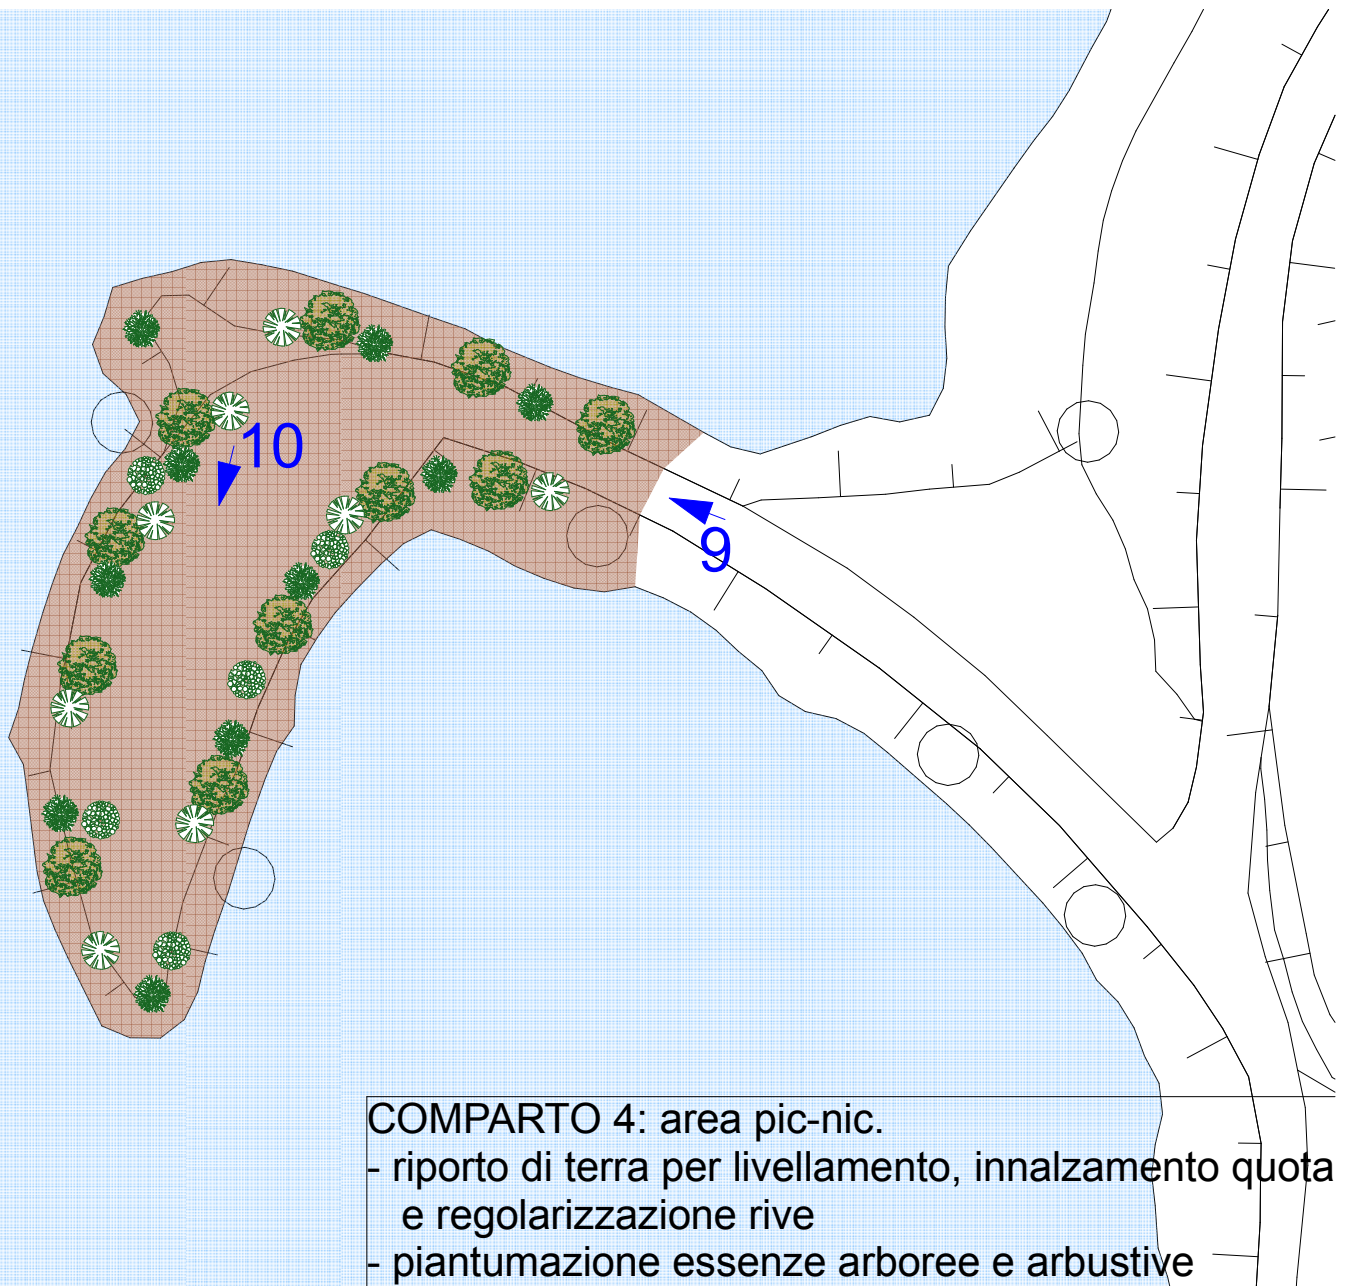 10
9
COMPARTO 4: area pic-nic.
- riporto di terra per livellamento, innalzamento quota
e regolarizzazione rive
- piantumazione essenze arboree e arbustive